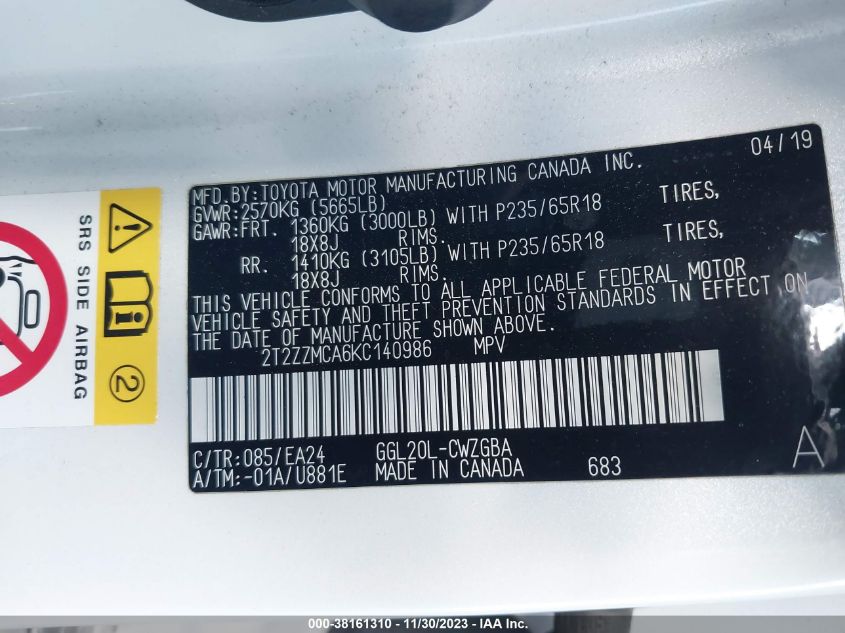 04/19
MFD.BY:TOYOTA MOTOR MANUFACTURING CANADA INC.
GVWR:2570KG (5665LB)
GAWR:FRT. 1360KG (3000LB) WITH P235/65R18 TIRES,
18X8J RIMS.
RR. 1410KG (3105LB) WITH P235/65R18 TIRES,
18X8J RIMS.
THIS VEHICLE CONFORMS TO ALL APPLICABLE FEDERAL MOTOR
VEHICLE SAFETY AND THEFT PREVENTION STANDARDS IN EFFECT ON
THE DATE OF MANUFACTURE SHOWN ABOVE.
2T2ZZMCA6KC140986 MPV
C/TR:085/EA24 GGL20L-CWZGBA
A/TM:-01A/U881E MADE IN CANADA 683
A
SRS SIDE AIRBAG
2
000-38161310 - 11/30/2023 - IAA Inc.